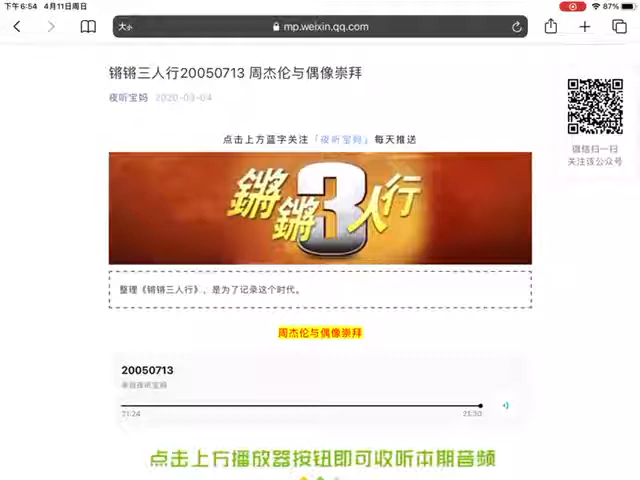 下午6:54 4月11日周日
87%
大小 mp.weixin.qq.com
锵锵三人行20050713 周杰伦与偶像崇拜
夜听宝妈 2020-03-04
微信扫一扫
关注该公众号
点击上方蓝字关注「夜听宝妈」每天推送
锵锵3人行
整理《锵锵三人行》，是为了记录这个时代。
周杰伦与偶像崇拜
20050713
来自夜听宝妈
21:24
21:30
点击上方播放器按钮即可收听本期音频